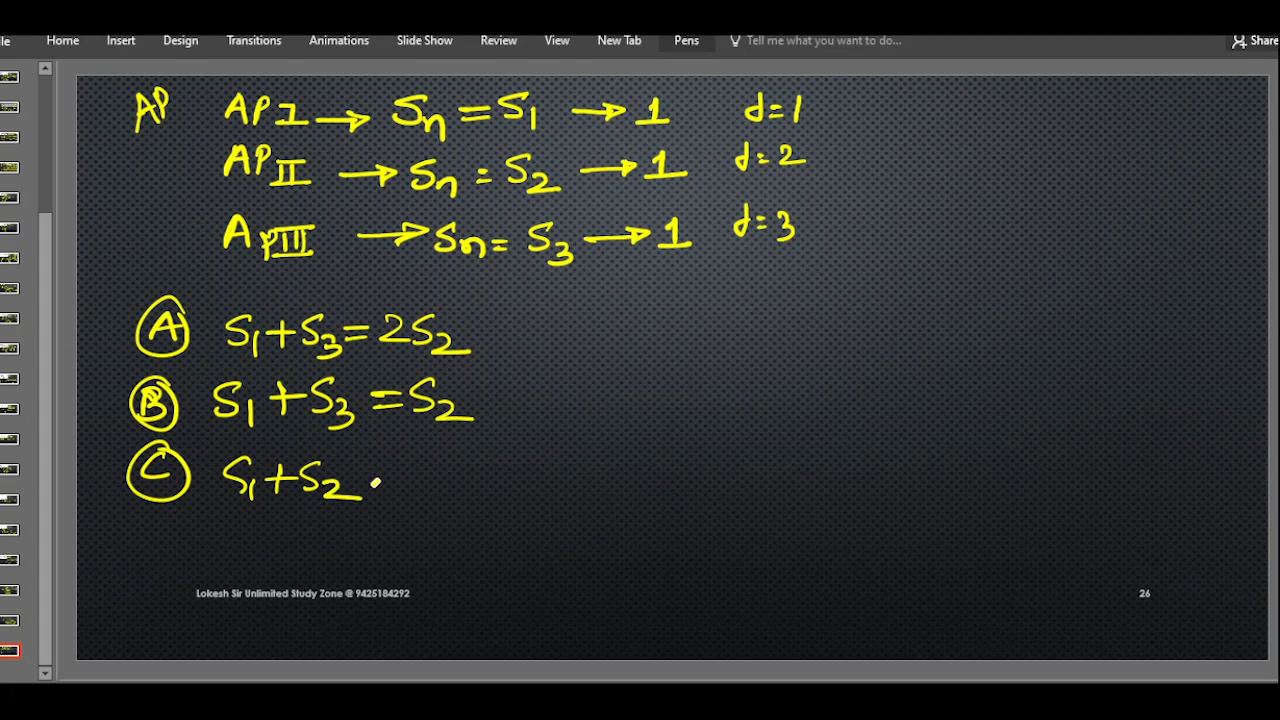 Home Insert Design Transitions Animations Slide Show Review View New Tab Pens Tell me what you want to do... Share
AP AP I → Sn = S1 → 1 d=1
AP II → Sn = S2 → 1 d=2
AP III → Sn = S3 → 1 d=3
A S1+S3=2S2
B S1+S3=S2
C S1+S2
Lokesh Sir Unlimited Study Zone @ 9425184292 26